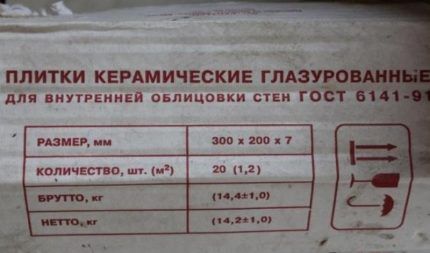 ПЛИТКИ КЕРАМИЧЕСКИЕ ГЛАЗУРОВАННЫЕ
ДЛЯ ВНУТРЕННЕЙ ОБЛИЦОВКИ СТЕН ГОСТ 6141-91
РАЗМЕР, мм 300 x 200 x 7
КОЛИЧЕСТВО, шт. (м²) 20 (1,2)
БРУТТО, кг (14,4±1,0)
НЕТТО, кг (14,2±1,0)